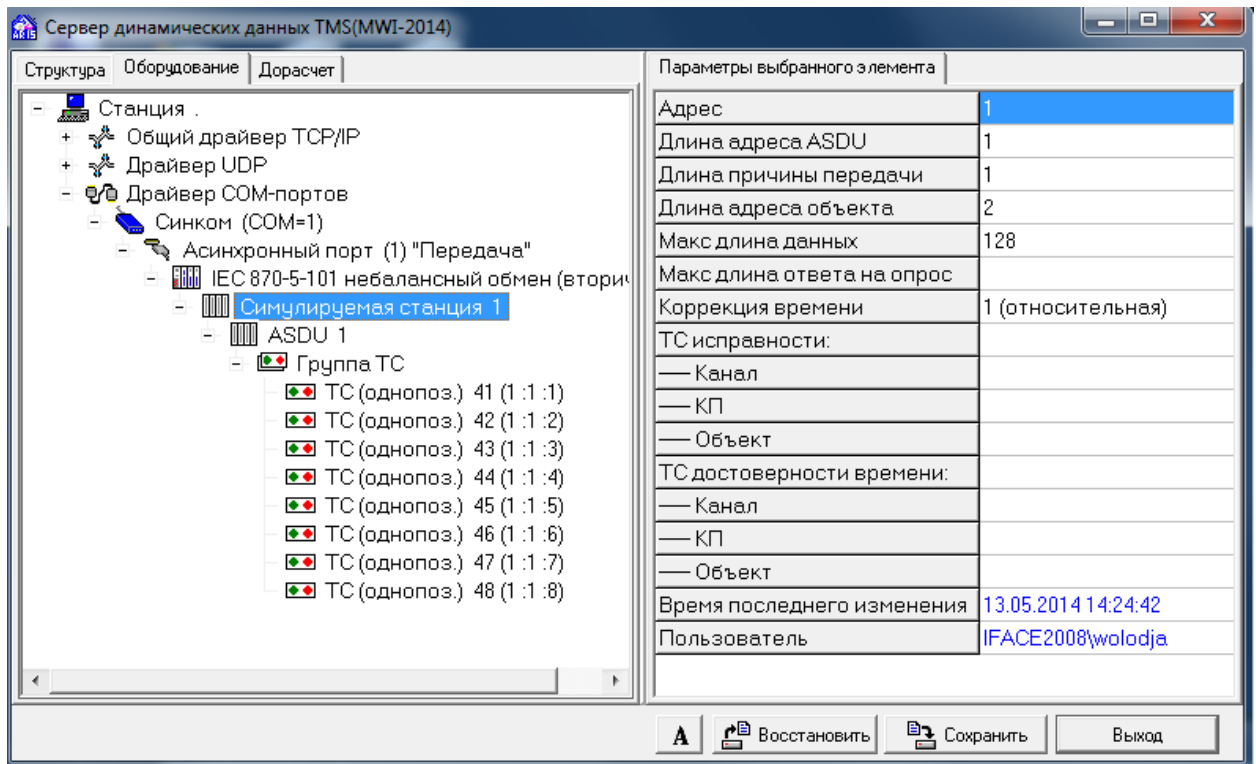 Сервер динамических данных TMS(MWI-2014)
Структура Оборудование Дорасчет
Станция .
Общий драйвер TCP/IP
Драйвер UDP
Драйвер COM-портов
Синком (COM=1)
Асинхронный порт (1) "Передача"
IEC 870-5-101 небалансный обмен (вторич
Симулируемая станция 1
ASDU 1
Группа ТС
ТС (однопоз.) 41 (1 :1 :1)
ТС (однопоз.) 42 (1 :1 :2)
ТС (однопоз.) 43 (1 :1 :3)
ТС (однопоз.) 44 (1 :1 :4)
ТС (однопоз.) 45 (1 :1 :5)
ТС (однопоз.) 46 (1 :1 :6)
ТС (однопоз.) 47 (1 :1 :7)
ТС (однопоз.) 48 (1 :1 :8)
Параметры выбранного элемента
Адрес 1
Длина адреса ASDU 1
Длина причины передачи 1
Длина адреса объекта 2
Макс длина данных 128
Макс длина ответа на опрос
Коррекция времени 1 (относительная)
ТС исправности:
— Канал
— КП
— Объект
ТС достоверности времени:
— Канал
— КП
— Объект
Время последнего изменения 13.05.2014 14:24:42
Пользователь IFACE2008\wolodja
A Восстановить Сохранить Выход